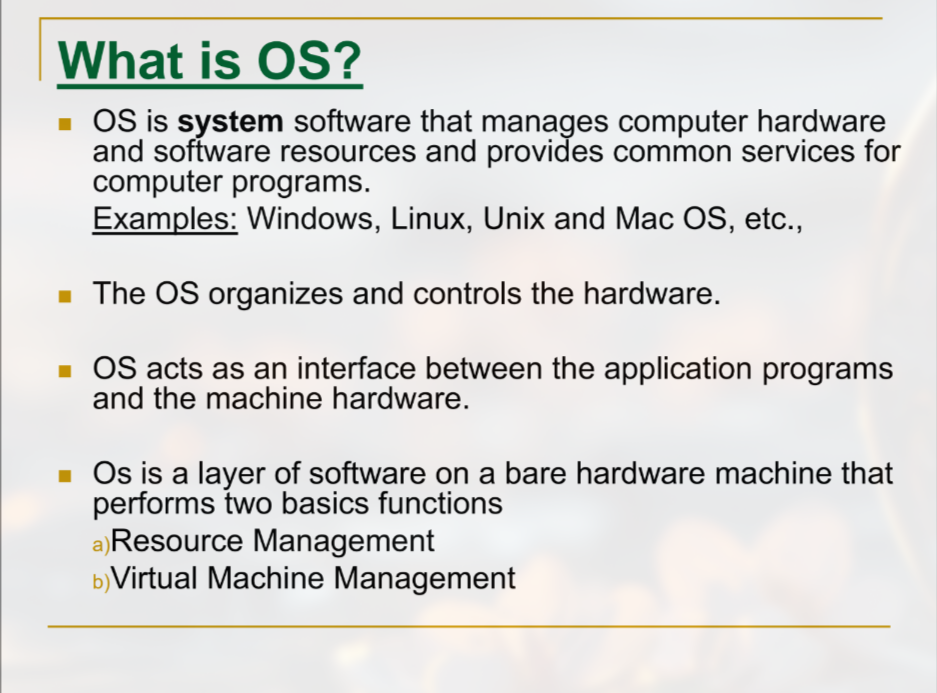 What is OS?
OS is system software that manages computer hardware
and software resources and provides common services for
computer programs.
Examples: Windows, Linux, Unix and Mac OS, etc.,
The OS organizes and controls the hardware.
OS acts as an interface between the application programs
and the machine hardware.
Os is a layer of software on a bare hardware machine that
performs two basics functions
a)Resource Management
b)Virtual Machine Management